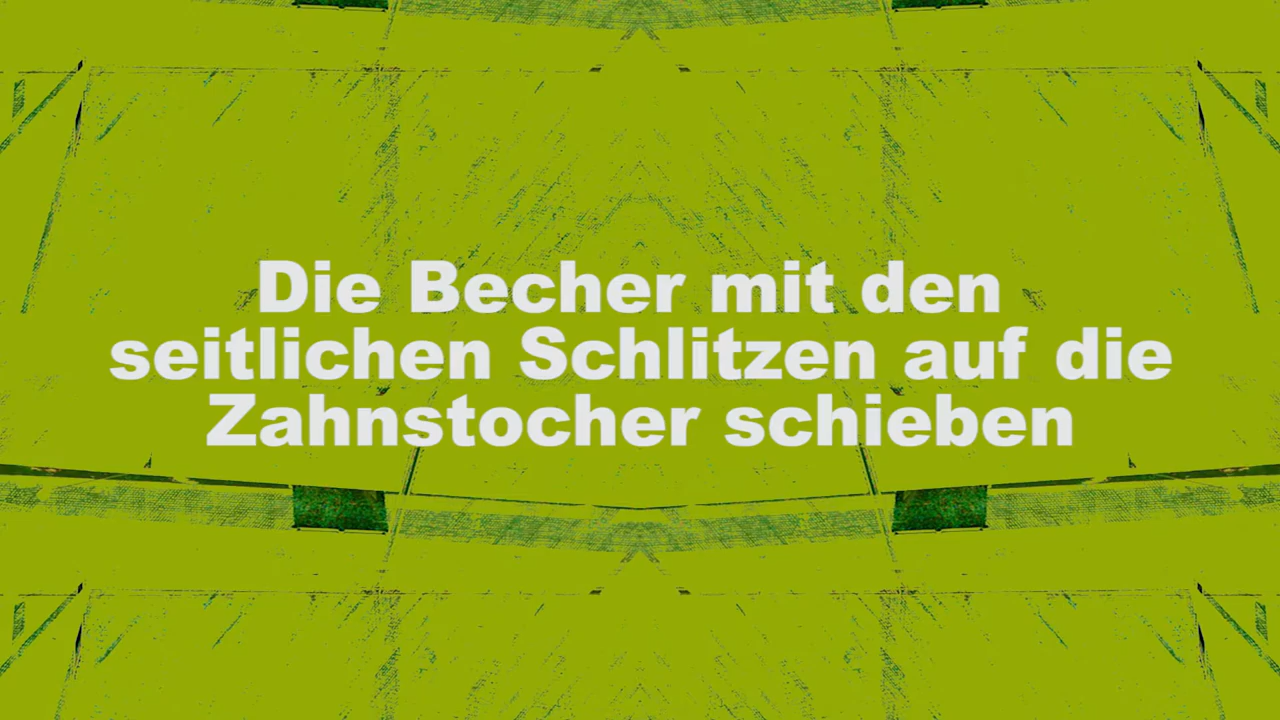 Die Becher mit den
seitlichen Schlitzen auf die
Zahnstocher schieben